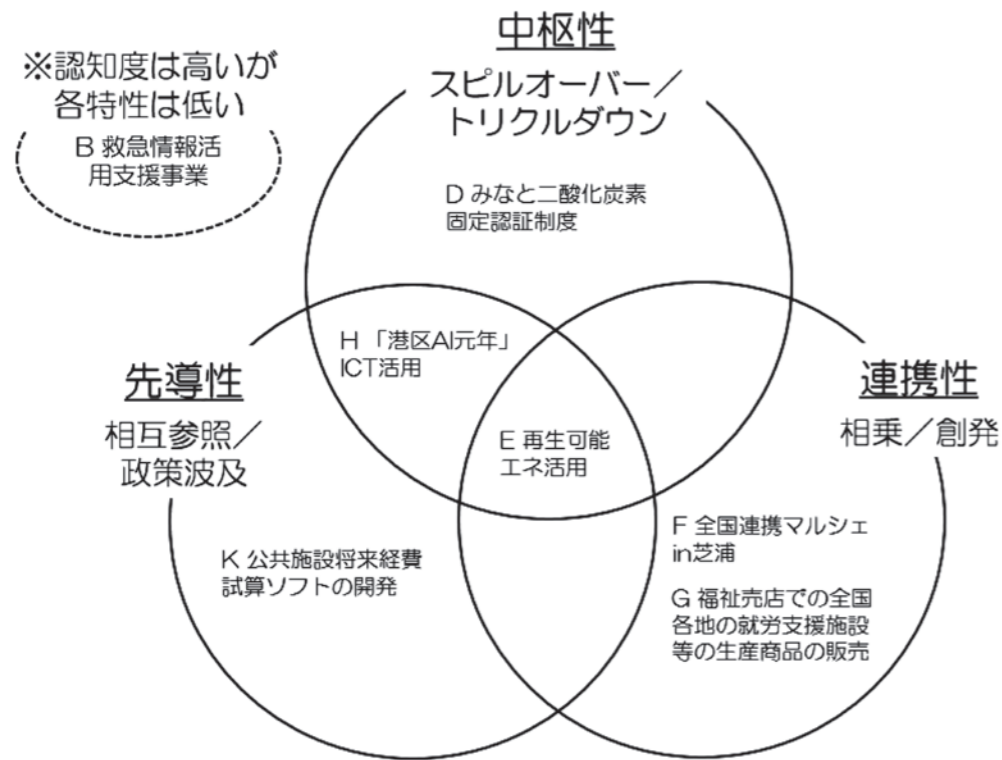 中枢性
スピルオーバー／
トリクルダウン
※認知度は高いが
各特性は低い
B 救急情報活
用支援事業
D みなと二酸化炭素
固定認証制度
H 「港区AI元年」
ICT活用
先導性
相互参照／
政策波及
連携性
相乗／創発
E 再生可能
エネ活用
K 公共施設将来経費
試算ソフトの開発
F 全国連携マルシェ
in芝浦
G 福祉売店での全国
各地の就労支援施設
等の生産商品の販売